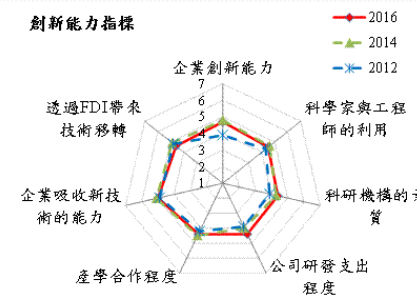 創新能力指標
2016
2014
2012
企業創新能力
7
6
5
4
3
2
1
透過FDI帶來
技術移轉
科學家與工程
師的利用
企業吸收新技
術的能力
科研機構的
質
產學合作程度
公司研發支出
程度